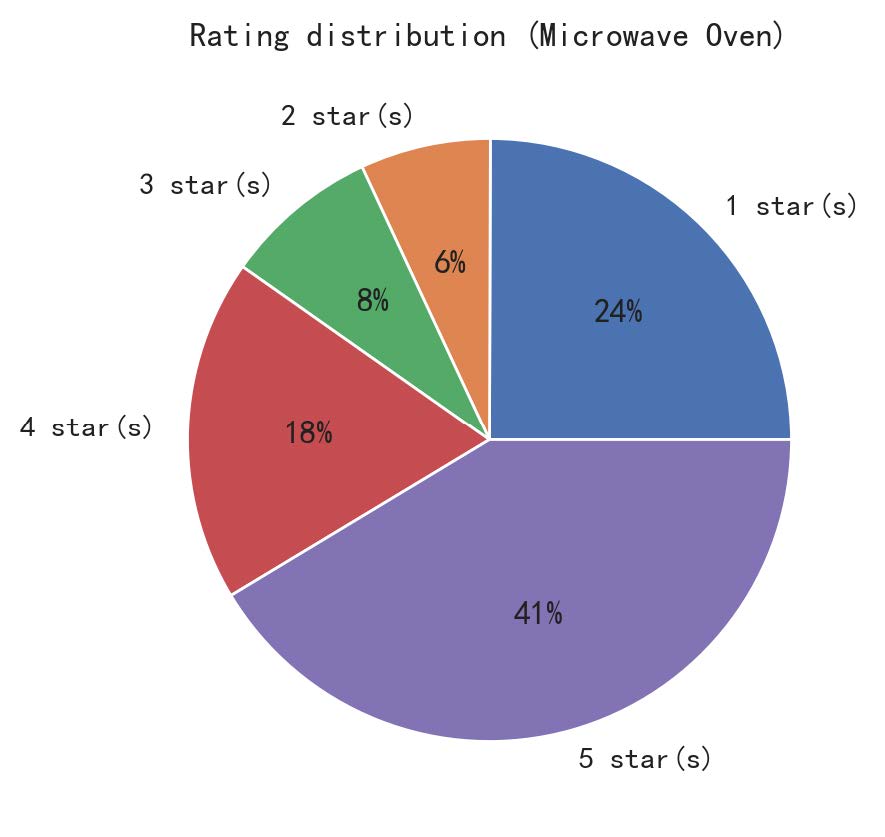 Rating distribution (Microwave Oven)
2 star(s)
3 star(s)
1 star(s)
6%
8%
24%
4 star(s)
18%
41%
5 star(s)